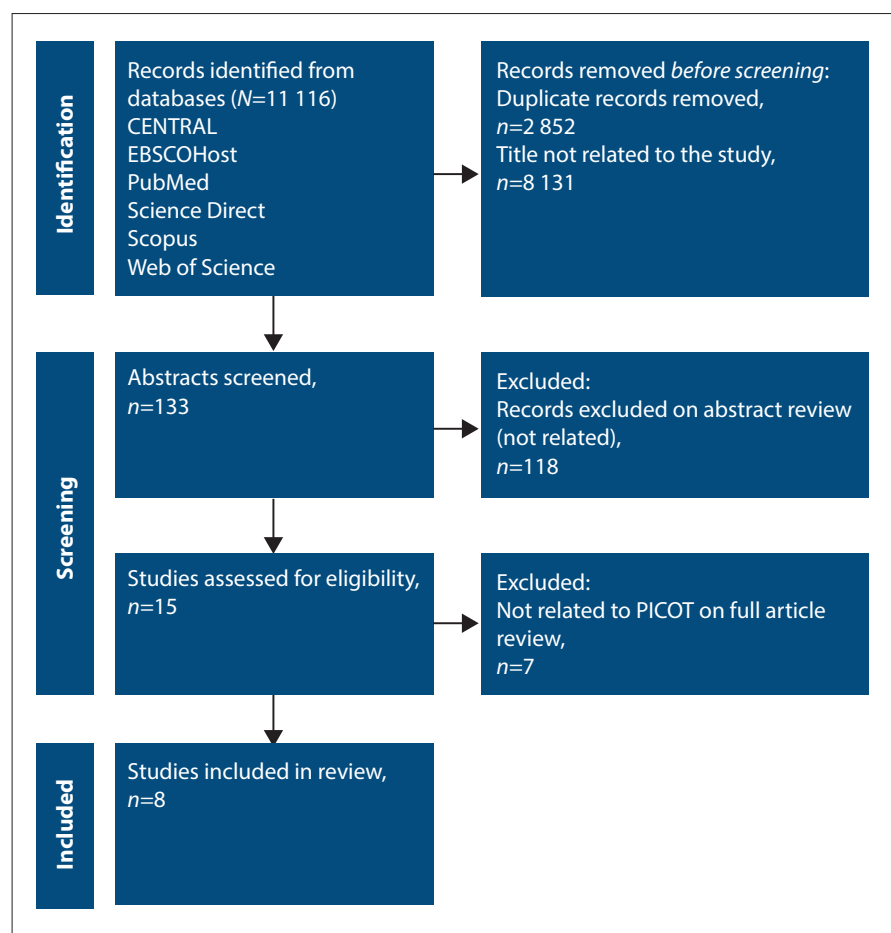 Identification
Records identified from
databases (N=11 116)
CENTRAL
EBSCOHost
PubMed
Science Direct
Scopus
Web of Science
Records removed before screening:
Duplicate records removed,
n=2 852
Title not related to the study,
n=8 131
Screening
Abstracts screened,
n=133
Excluded:
Records excluded on abstract review
(not related),
n=118
Studies assessed for eligibility,
n=15
Excluded:
Not related to PICOT on full article
review,
n=7
Included
Studies included in review,
n=8